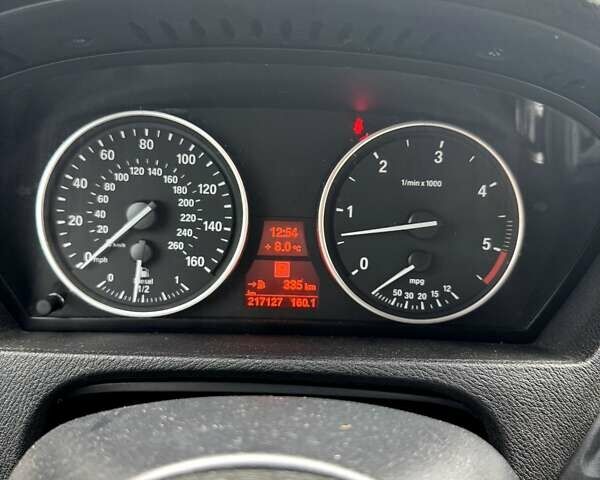 0 20 40 60 80 100 120 140 160
20 40 60 80 100 120 140 160 180 200 220 240 260
km/h
mph
0 1/2 1
Diesel
12:54
+ 8.0 °C
335 km
km
217127 160.1
0 1 2 3 4 5
1/min x 1000
mpg
50 30 20 15 12